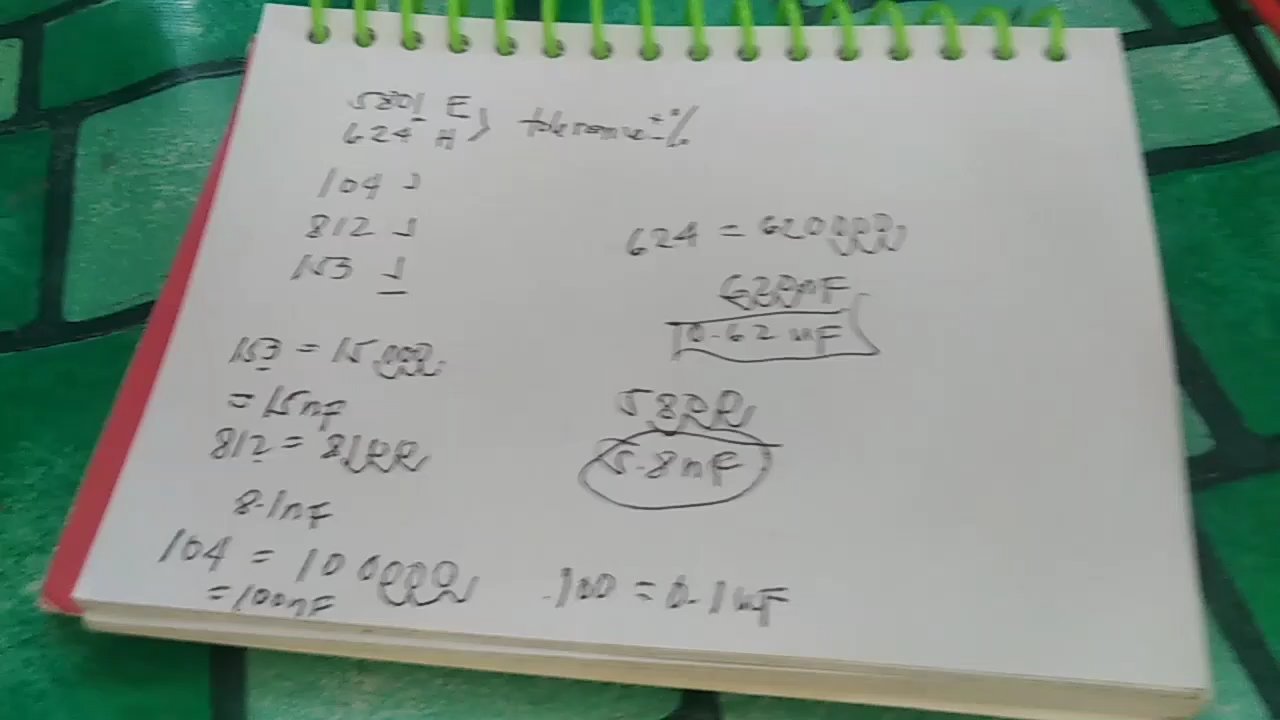 5801 E
624 H } tolerance ± %
104 J
812 J
153 J
153 = 15000
= 15nF
812 = 8100
8.1nF
104 = 100000
= 100nF
624 = 620000
620nF
0.62 uF
5800
5.8nF
100 = 0.1uF